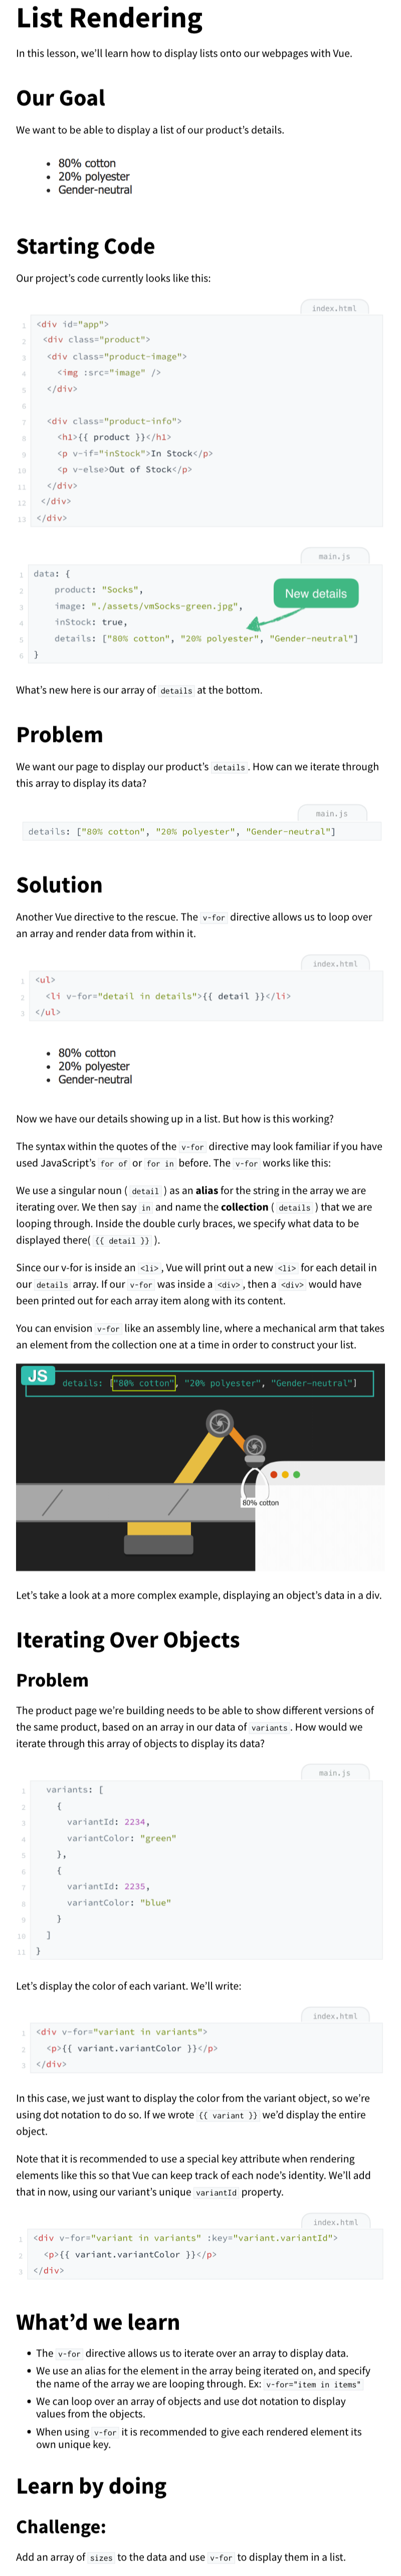 List Rendering
In this lesson, we'll learn how to display lists onto our webpages with Vue.
Our Goal
We want to be able to display a list of our product's details.
• 80% cotton
• 20% polyester
• Gender-neutral
Starting Code
Our project's code currently looks like this:
index.html
1 <div id="app">
2 <div class="product">
3 <div class="product-image">
4 <img :src="image" />
5 </div>
6
7 <div class="product-info">
8 <h1>{{ product }}</h1>
9 <p v-if="inStock">In Stock</p>
10 <p v-else>Out of Stock</p>
11 </div>
12 </div>
13 </div>
main.js
1 data: {
2 product: "Socks",
3 image: "./assets/vmSocks-green.jpg",
4 inStock: true,
5 details: ["80% cotton", "20% polyester", "Gender-neutral"]
6 }
New details
What's new here is our array of details at the bottom.
Problem
We want our page to display our product's details. How can we iterate through
this array to display its data?
main.js
details: ["80% cotton", "20% polyester", "Gender-neutral"]
Solution
Another Vue directive to the rescue. The v-for directive allows us to loop over
an array and render data from within it.
index.html
1 <ul>
2 <li v-for="detail in details">{{ detail }}</li>
3 </ul>
• 80% cotton
• 20% polyester
• Gender-neutral
Now we have our details showing up in a list. But how is this working?
The syntax within the quotes of the v-for directive may look familiar if you have
used JavaScript's for of or for in before. The v-for works like this:
We use a singular noun ( detail ) as an alias for the string in the array we are
iterating over. We then say in and name the collection ( details ) that we are
looping through. Inside the double curly braces, we specify what data to be
displayed there( {{ detail }} ).
Since our v-for is inside an <li>, Vue will print out a new <li> for each detail in
our details array. If our v-for was inside a <div>, then a <div> would have
been printed out for each array item along with its content.
You can envision v-for like an assembly line, where a mechanical arm that takes
an element from the collection one at a time in order to construct your list.
JS
details: ["80% cotton", "20% polyester", "Gender-neutral"]
80% cotton
Let's take a look at a more complex example, displaying an object's data in a div.
Iterating Over Objects
Problem
The product page we're building needs to be able to show different versions of
the same product, based on an array in our data of variants. How would we
iterate through this array of objects to display its data?
main.js
1 variants: [
2 {
3 variantId: 2234,
4 variantColor: "green"
5 },
6 {
7 variantId: 2235,
8 variantColor: "blue"
9 }
10 ]
11 }
Let's display the color of each variant. We'll write:
index.html
1 <div v-for="variant in variants">
2 <p>{{ variant.variantColor }}</p>
3 </div>
In this case, we just want to display the color from the variant object, so we're
using dot notation to do so. If we wrote {{ variant }} we'd display the entire
object.
Note that it is recommended to use a special key attribute when rendering
elements like this so that Vue can keep track of each node's identity. We'll add
that in now, using our variant's unique variantId property.
index.html
1 <div v-for="variant in variants" :key="variant.variantId">
2 <p>{{ variant.variantColor }}</p>
3 </div>
What'd we learn
• The v-for directive allows us to iterate over an array to display data.
• We use an alias for the element in the array being iterated on, and specify
the name of the array we are looping through. Ex: v-for="item in items"
• We can loop over an array of objects and use dot notation to display
values from the objects.
• When using v-for it is recommended to give each rendered element its
own unique key.
Learn by doing
Challenge:
Add an array of sizes to the data and use v-for to display them in a list.